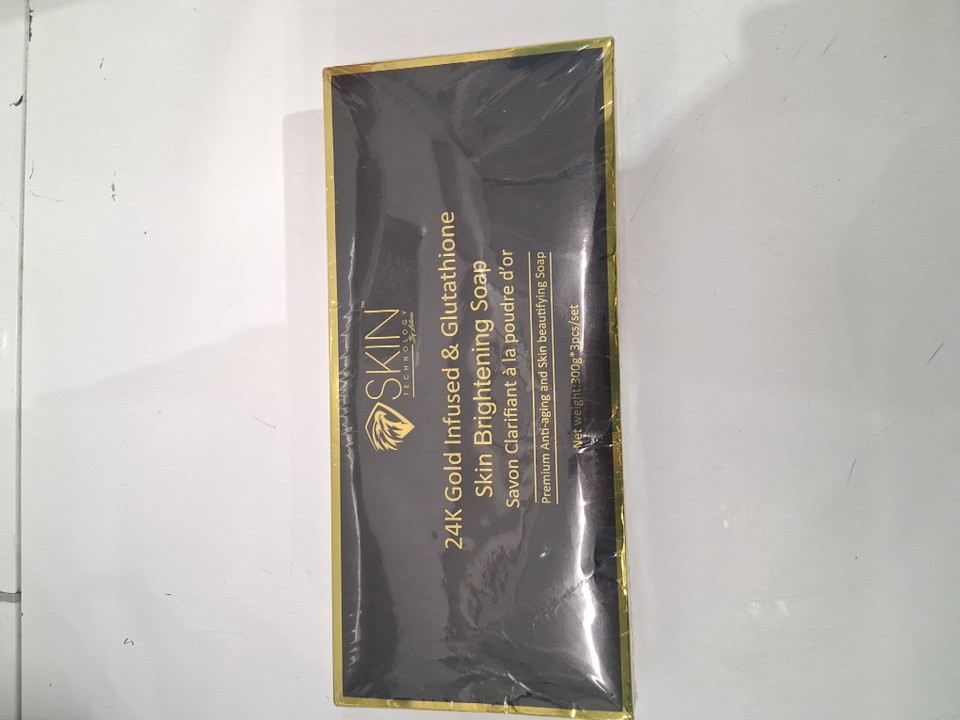 SKIN™
TECHNOLOGY
24K Gold Infused & Glutathione
Skin Brightening Soap
Savon Clarifiant à la poudre d'or
Premium Anti-aging and Skin beautifying Soap
Net weight:300g*3pcs/set